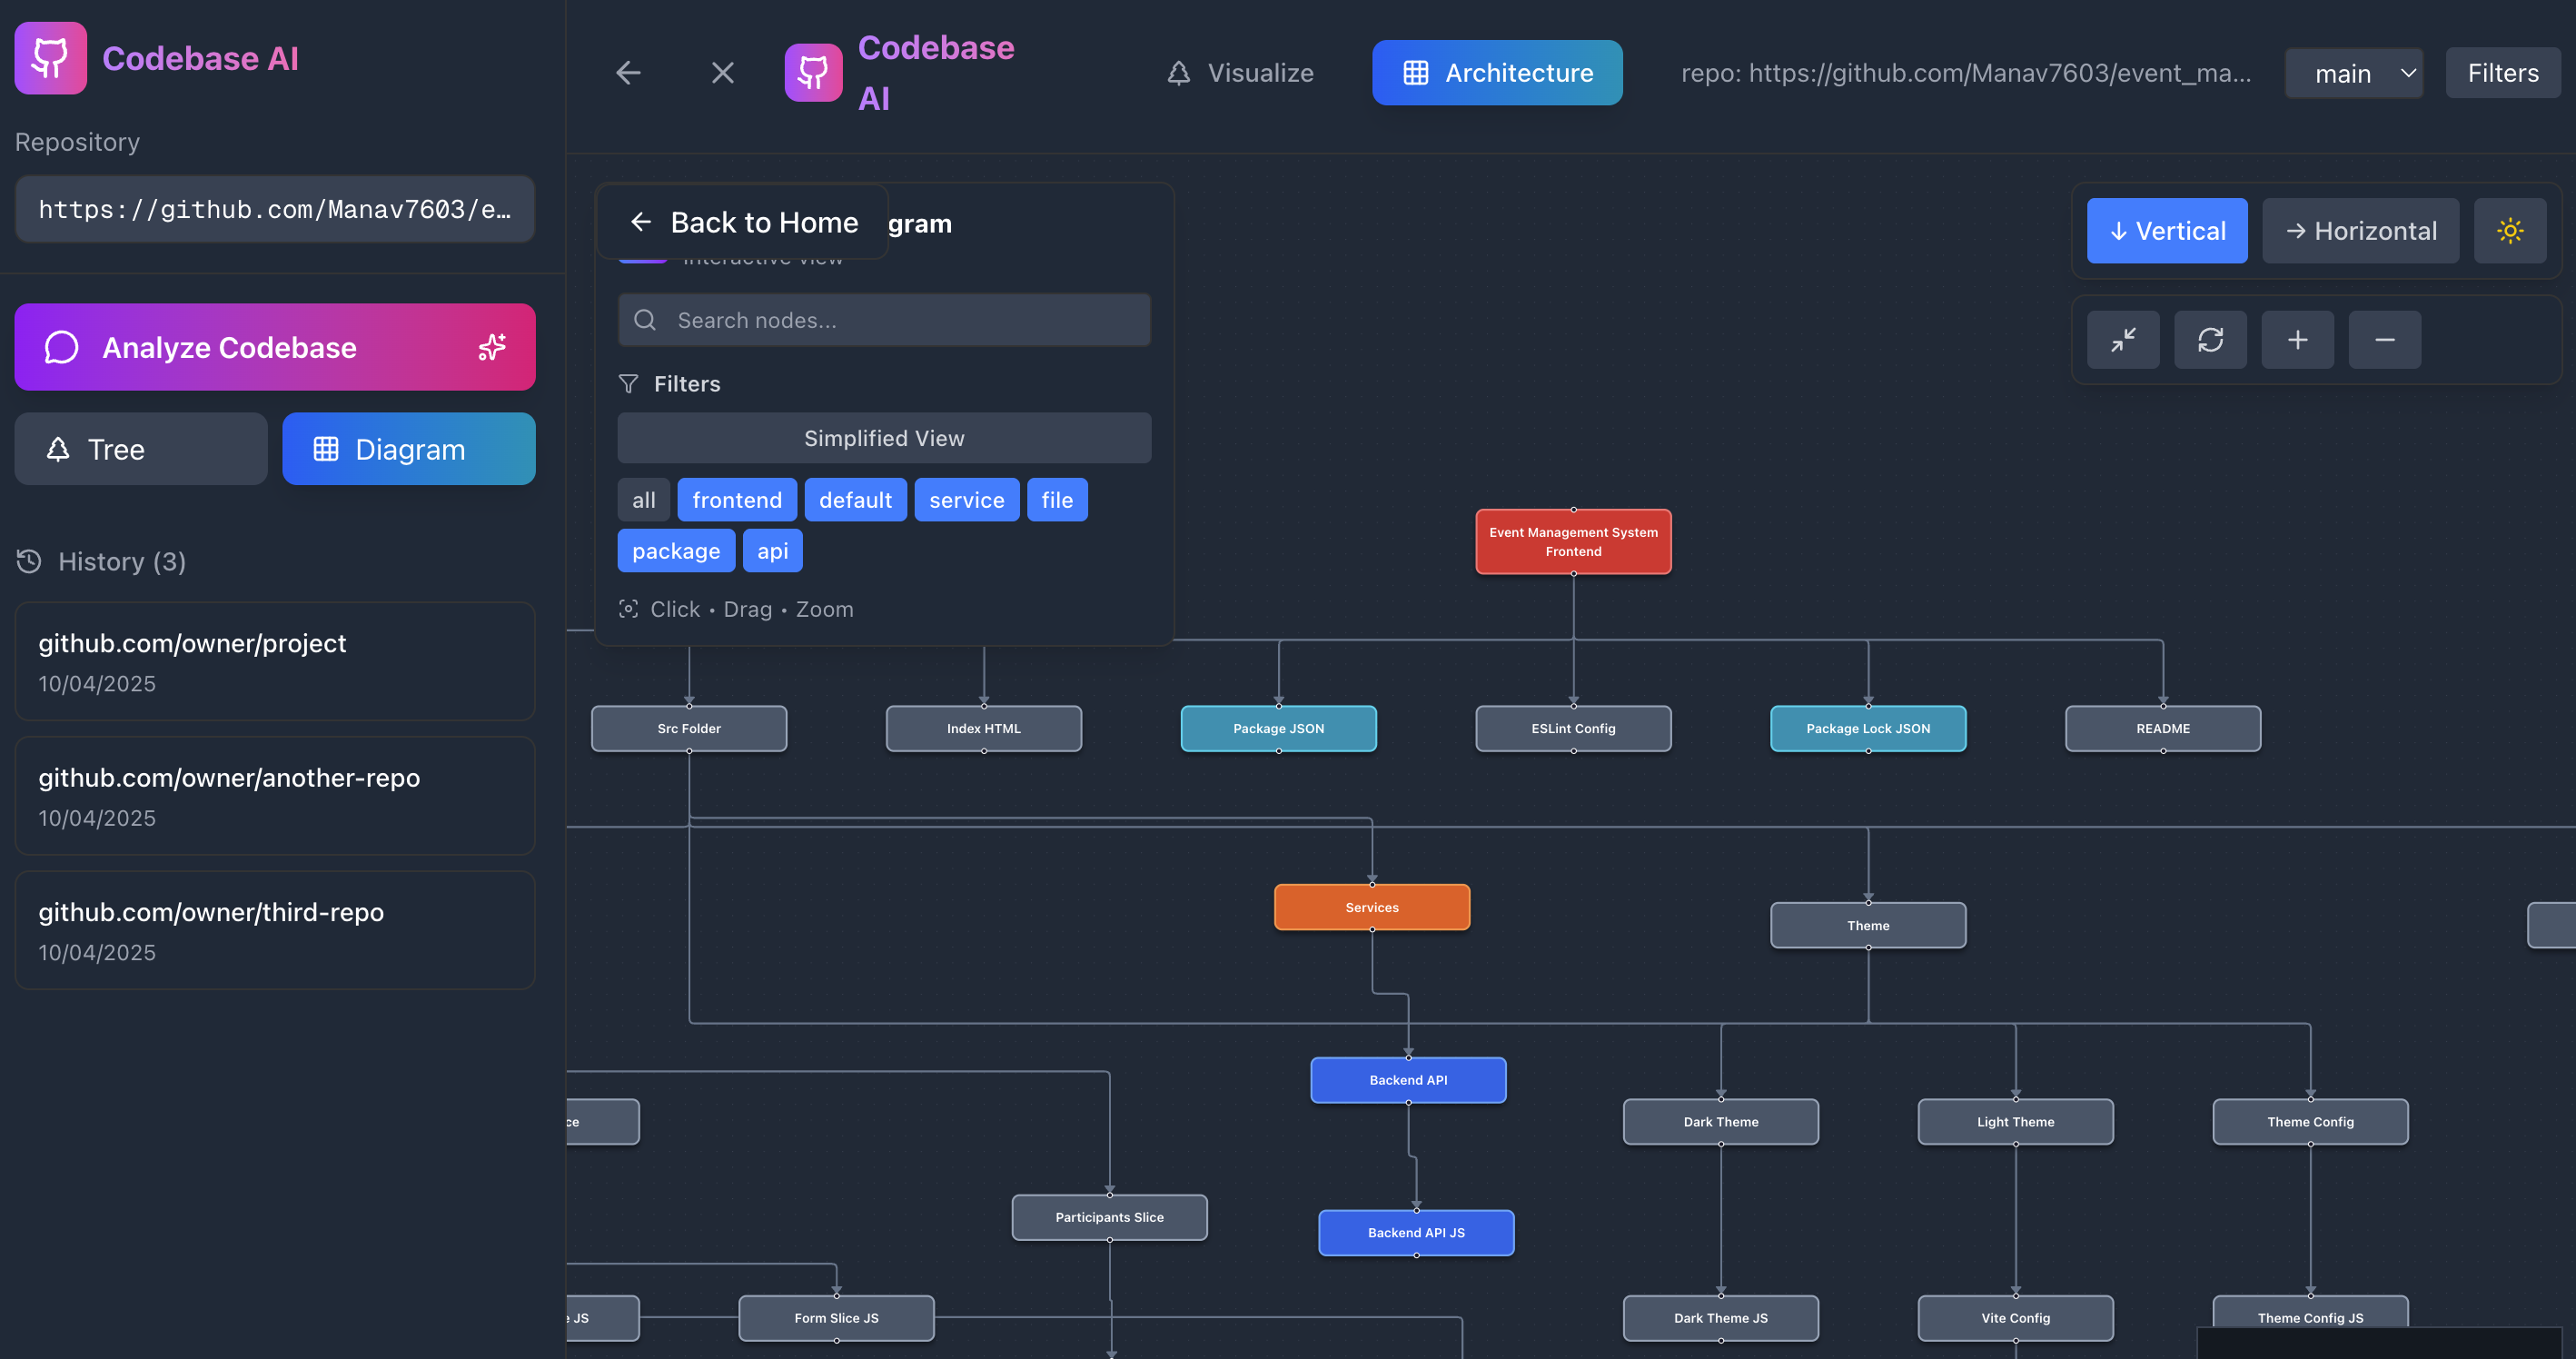 Codebase AI
Repository
https://github.com/Manav7603/e…
Analyze Codebase
Tree
Diagram
History (3)
github.com/owner/project
10/04/2025
github.com/owner/another-repo
10/04/2025
github.com/owner/third-repo
10/04/2025
Codebase
AI
Visualize
Architecture
repo: https://github.com/Manav7603/event_ma...
main
Filters
Back to Home
gram
Interactive view
Search nodes...
Filters
Simplified View
all
frontend
default
service
file
package
api
Click • Drag • Zoom
↓ Vertical
→ Horizontal
Event Management System
Frontend
Src Folder
Index HTML
Package JSON
ESLint Config
Package Lock JSON
README
Services
Theme
Backend API
ce
Dark Theme
Light Theme
Theme Config
Participants Slice
Backend API JS
e JS
Form Slice JS
Dark Theme JS
Vite Config
Theme Config JS